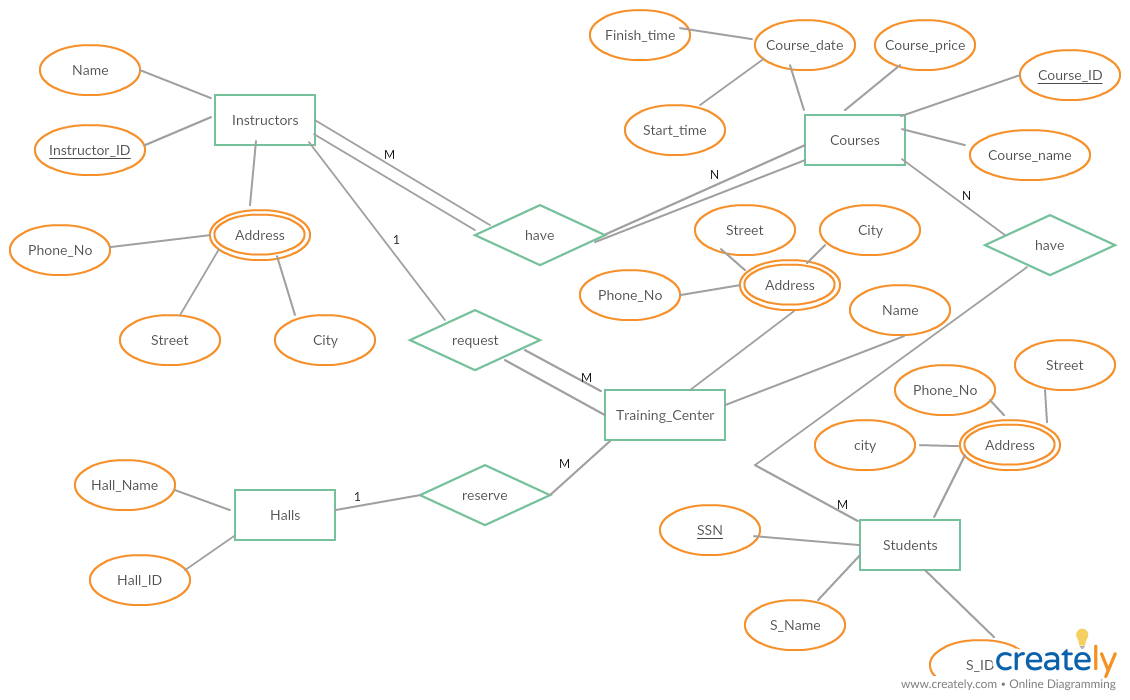 Finish_time
Course_date
Course_price
Name
Course_ID
Instructors
Start_time
Courses
Instructor_ID
M
Course_name
N
N
Street
City
Address
have
1
have
Phone_No
Address
Phone_No
Name
Street
City
request
Street
M
Phone_No
Training_Center
city
Address
M
Hall_Name
1
reserve
M
Halls
SSN
Students
Hall_ID
S_Name
S_ID
creately
www.creately.com • Online Diagramming